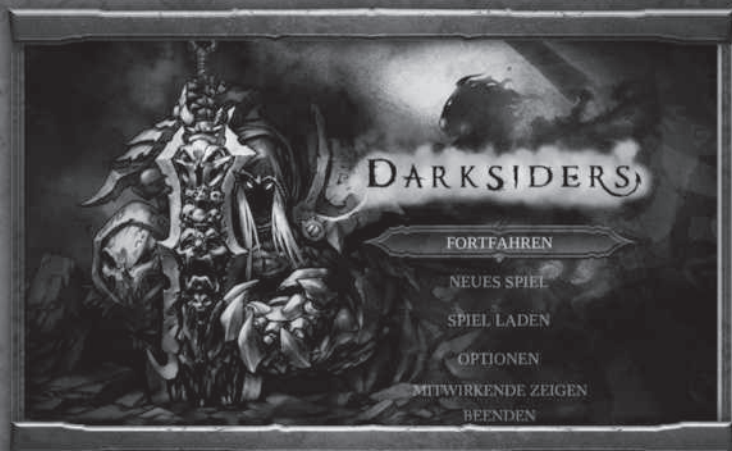 DARKSIDERS
FORTFAHREN
NEUES SPIEL
SPIEL LADEN
OPTIONEN
MITWIRKENDE ZEIGEN
BEENDEN